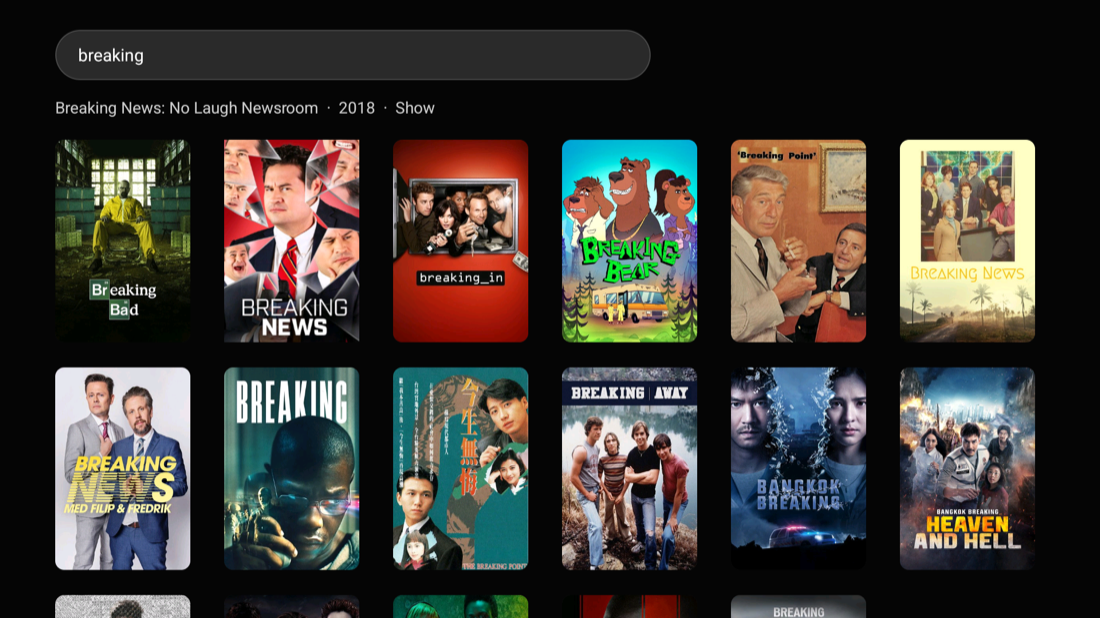 breaking
Breaking News: No Laugh Newsroom · 2018 · Show
Breaking
Bad
BREAKING
NEWS
breaking_in
BREAKING
BEAR
'Breaking Point'
BREAKING NEWS
BREAKING
NEWS
MED FILIP & FREDRIK
BREAKING
今生無悔
THE BREAKING POINT
BREAKING AWAY
BANGKOK
BREAKING
BANGKOK BREAKING
HEAVEN
AND HELL
BREAKING